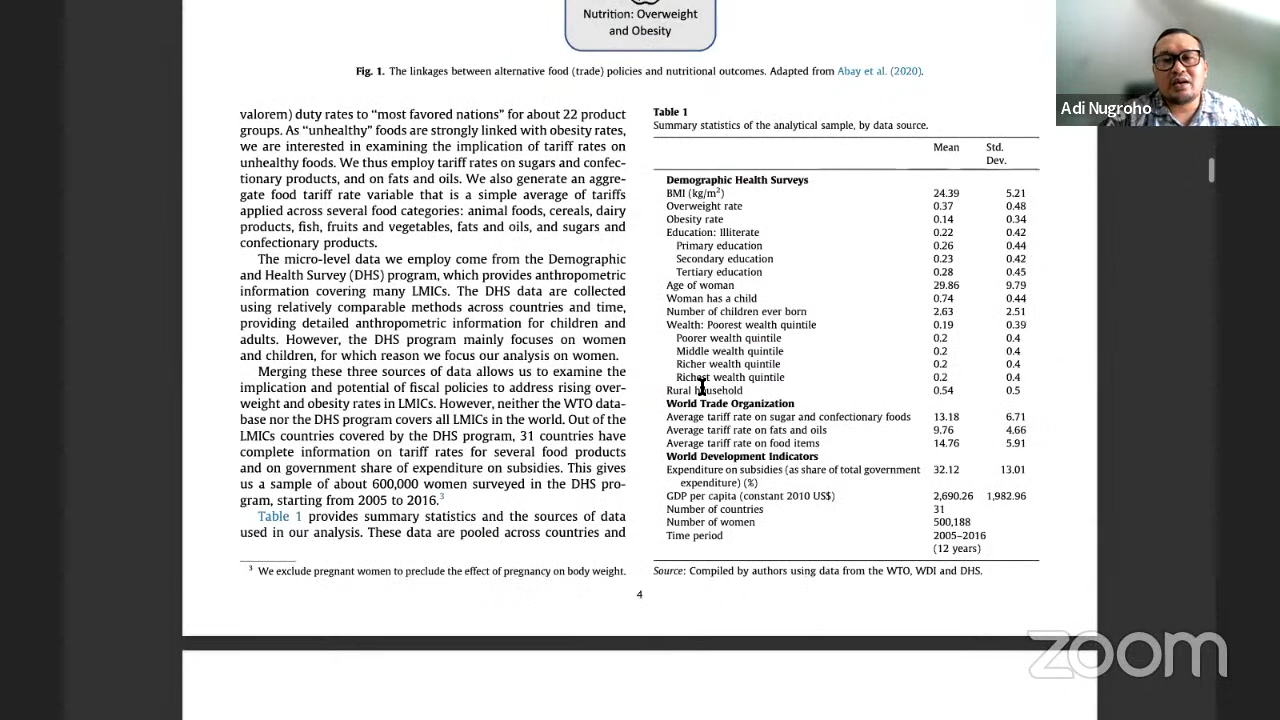 Nutrition: Overweight
and Obesity
Fig. 1. The linkages between alternative food (trade) policies and nutritional outcomes. Adapted from Abay et al. (2020).
valorem) duty rates to “most favored nations” for about 22 product
groups. As “unhealthy” foods are strongly linked with obesity rates,
we are interested in examining the implication of tariff rates on
unhealthy foods. We thus employ tariff rates on sugars and confec-
tionary products, and on fats and oils. We also generate an aggre-
gate food tariff rate variable that is a simple average of tariffs
applied across several food categories: animal foods, cereals, dairy
products, fish, fruits and vegetables, fats and oils, and sugars and
confectionary products.
The micro-level data we employ come from the Demographic
and Health Survey (DHS) program, which provides anthropometric
information covering many LMICs. The DHS data are collected
using relatively comparable methods across countries and time,
providing detailed anthropometric information for children and
adults. However, the DHS program mainly focuses on women
and children, for which reason we focus our analysis on women.
Merging these three sources of data allows us to examine the
implication and potential of fiscal policies to address rising over-
weight and obesity rates in LMICs. However, neither the WTO data-
base nor the DHS program covers all LMICs in the world. Out of the
LMICs countries covered by the DHS program, 31 countries have
complete information on tariff rates for several food products
and on government share of expenditure on subsidies. This gives
us a sample of about 600,000 women surveyed in the DHS pro-
gram, starting from 2005 to 2016.³
Table 1 provides summary statistics and the sources of data
used in our analysis. These data are pooled across countries and
³ We exclude pregnant women to preclude the effect of pregnancy on body weight.
Table 1
Summary statistics of the analytical sample, by data source.
Mean Std.
Dev.
Demographic Health Surveys
BMI (kg/m²) 24.39 5.21
Overweight rate 0.37 0.48
Obesity rate 0.14 0.34
Education: Illiterate 0.22 0.42
Primary education 0.26 0.44
Secondary education 0.23 0.42
Tertiary education 0.28 0.45
Age of woman 29.86 9.79
Woman has a child 0.74 0.44
Number of children ever born 2.63 2.51
Wealth: Poorest wealth quintile 0.19 0.39
Poorer wealth quintile 0.2 0.4
Middle wealth quintile 0.2 0.4
Richer wealth quintile 0.2 0.4
Richest wealth quintile 0.2 0.4
Rural household 0.54 0.5
World Trade Organization
Average tariff rate on sugar and confectionary foods 13.18 6.71
Average tariff rate on fats and oils 9.76 4.66
Average tariff rate on food items 14.76 5.91
World Development Indicators
Expenditure on subsidies (as share of total government 32.12 13.01
expenditure) (%)
GDP per capita (constant 2010 US$) 2,690.26 1,982.96
Number of countries 31
Number of women 500,188
Time period 2005–2016
(12 years)
Source: Compiled by authors using data from the WTO, WDI and DHS.
4
Adi Nugroho
zoom